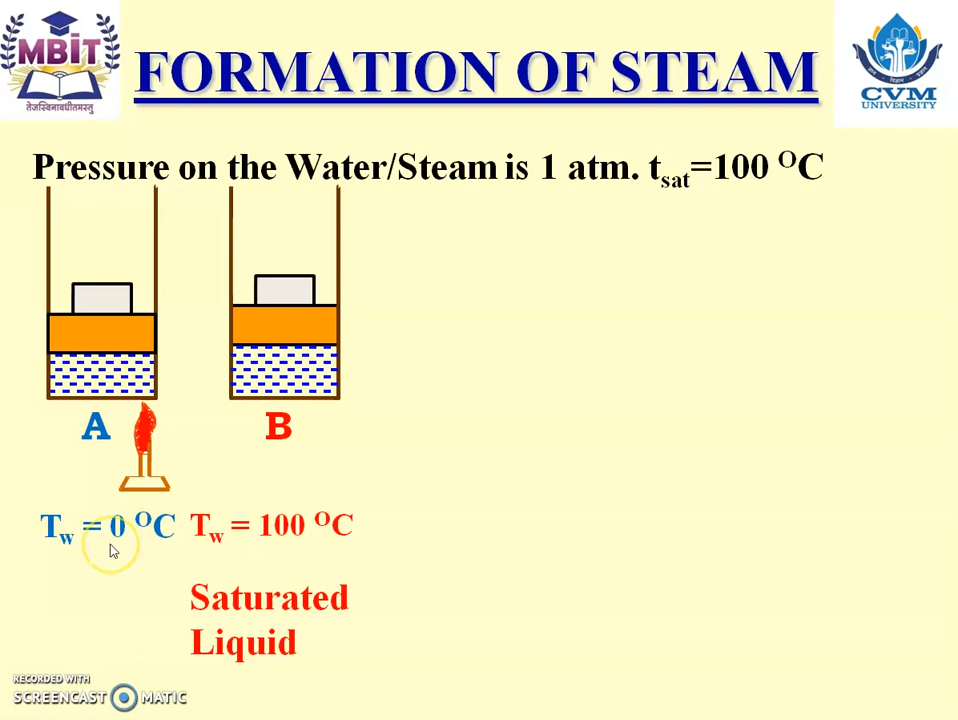 MBiT
तेजस्विनावधीतमस्तु
FORMATION OF STEAM
CVM
UNIVERSITY
Pressure on the Water/Steam is 1 atm. tsat=100 OC
A
B
Tw = 0 OC
Tw = 100 OC
Saturated
Liquid
RECORDED WITH
SCREENCAST MATIC